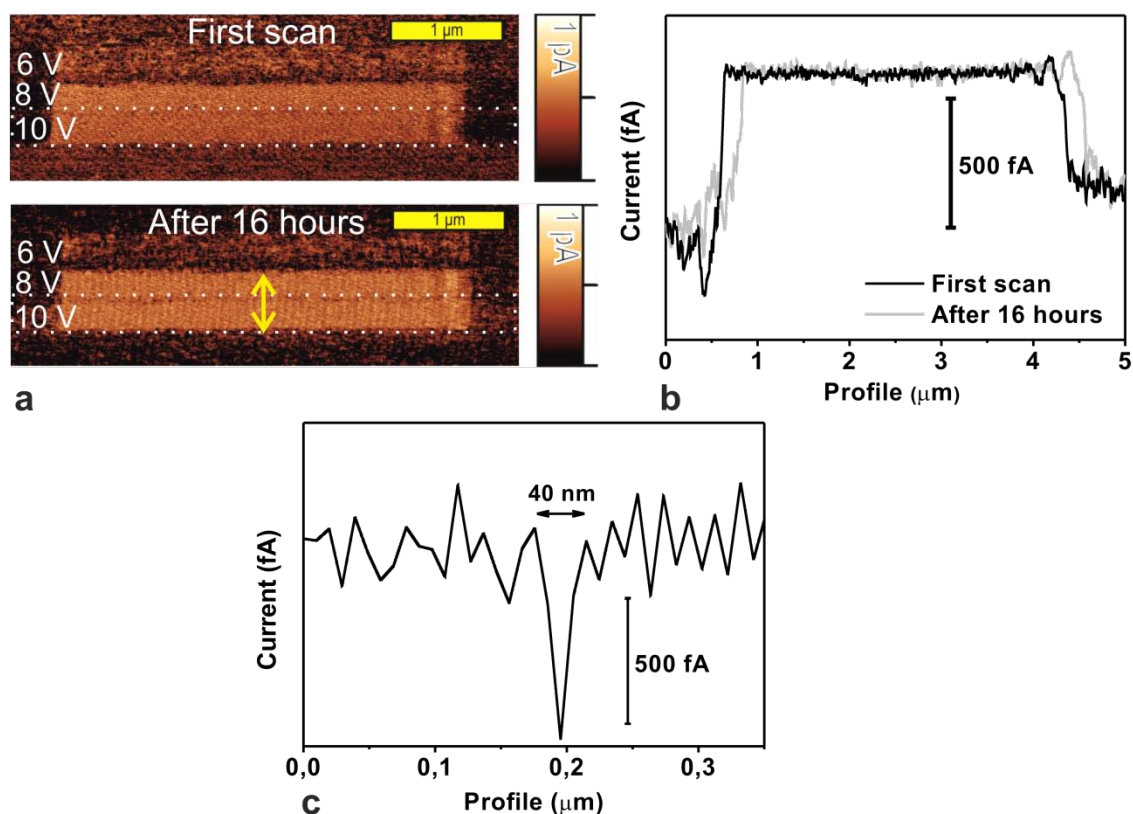 First scan
1 μm
6 V
8 V
10 V
1 pA
After 16 hours
1 μm
6 V
8 V
10 V
1 pA
a
Current (fA)
500 fA
First scan
After 16 hours
0 1 2 3 4 5
Profile (μm)
b
Current (fA)
40 nm
500 fA
0,0 0,1 0,2 0,3
Profile (μm)
c